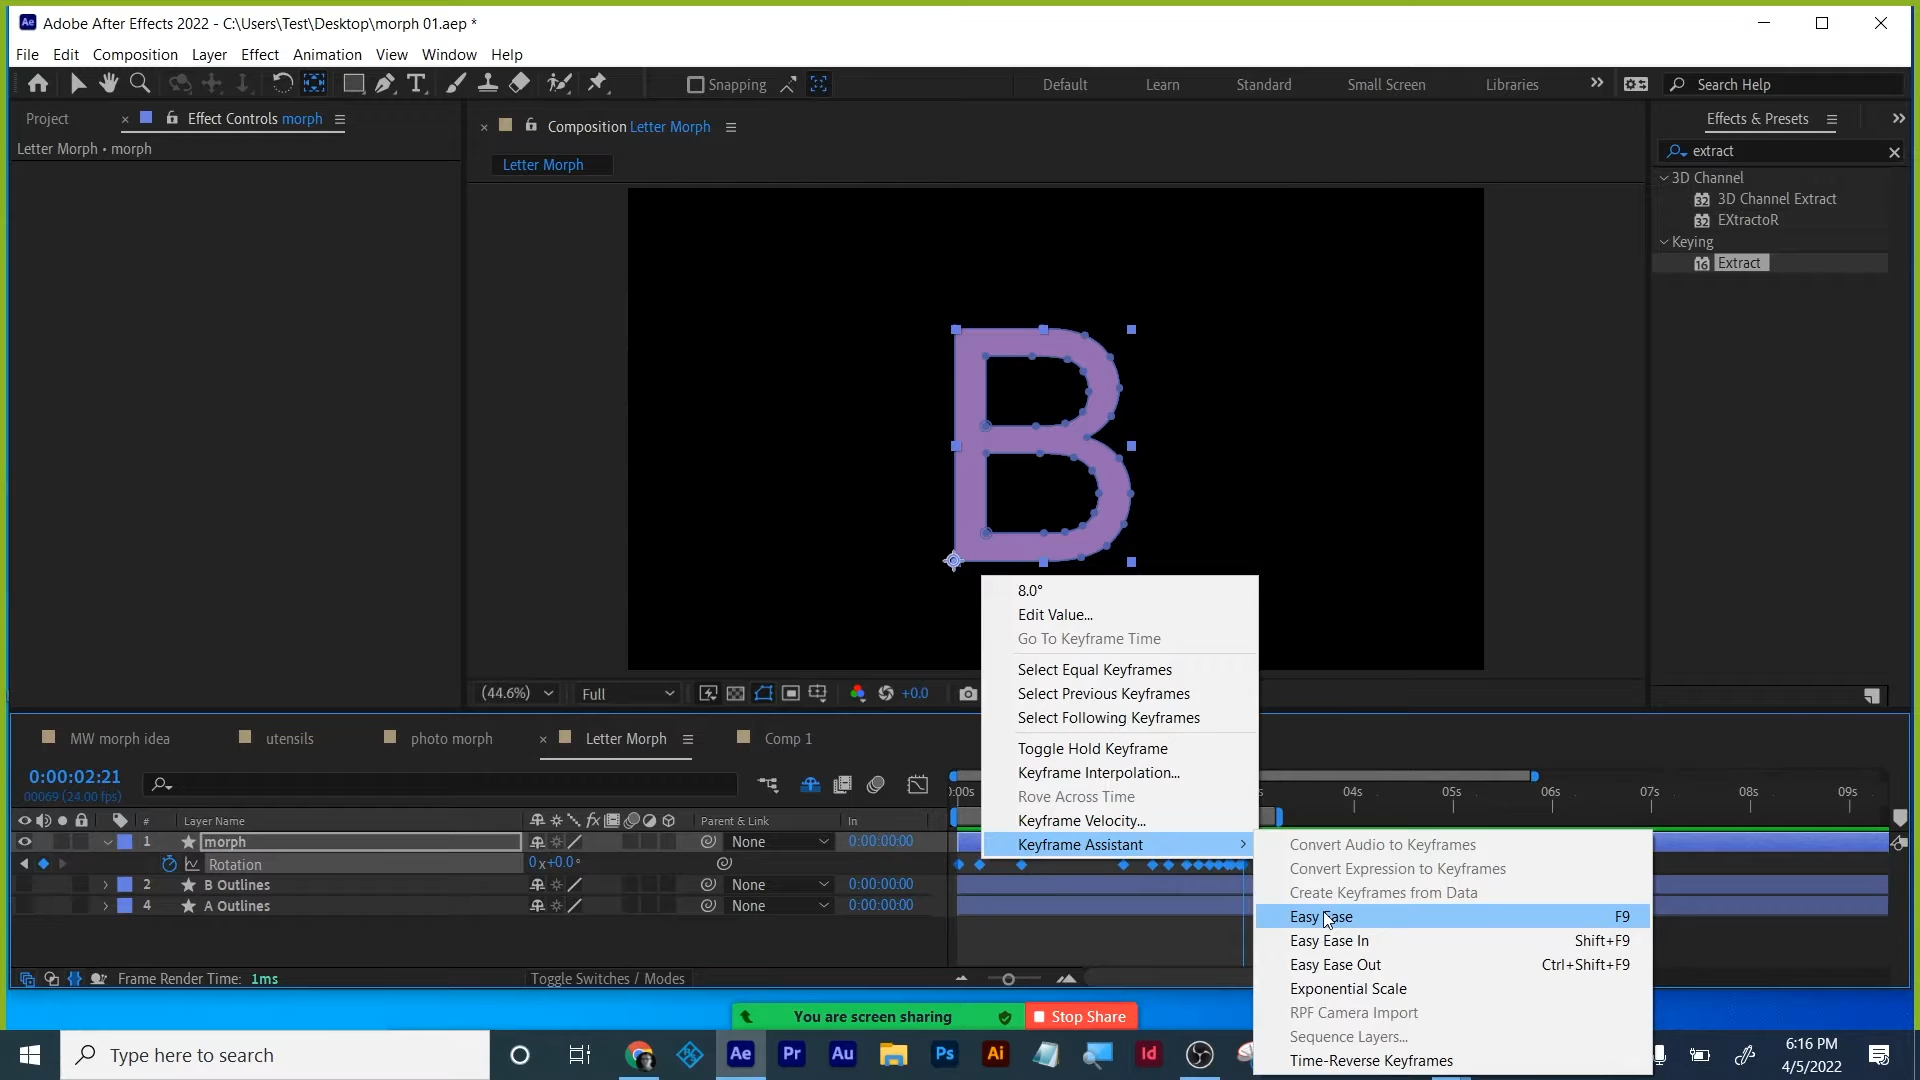 Adobe After Effects 2022 - C:\Users\Test\Desktop\morph 01.aep *
File Edit Composition Layer Effect Animation View Window Help
Snapping Default Learn Standard Small Screen Libraries Search Help
Project Effect Controls morph
Letter Morph • morph
Composition Letter Morph
Letter Morph
Effects & Presets
extract
3D Channel
32 3D Channel Extract
32 EXtractoR
Keying
16 Extract
B
(44.6%) Full +0.0
8.0°
Edit Value...
Go To Keyframe Time
Select Equal Keyframes
Select Previous Keyframes
Select Following Keyframes
Toggle Hold Keyframe
Keyframe Interpolation...
Rove Across Time
Keyframe Velocity...
Keyframe Assistant
Convert Audio to Keyframes
Convert Expression to Keyframes
Create Keyframes from Data
Easy Ease F9
Easy Ease In Shift+F9
Easy Ease Out Ctrl+Shift+F9
Exponential Scale
RPF Camera Import
Sequence Layers...
Time-Reverse Keyframes
MW morph idea utensils photo morph Letter Morph Comp 1
0:00:02:21
00069 (24.00 fps)
04s 05s 06s 07s 08s 09s
# Layer Name fx Parent & Link In
1 morph None 0:00:00:00
Rotation 0x+0.0°
2 B Outlines None 0:00:00:00
4 A Outlines None 0:00:00:00
Frame Render Time: 1ms Toggle Switches / Modes
You are screen sharing Stop Share
Type here to search
Ae Pr Au Ps Ai Id
6:16 PM
4/5/2022